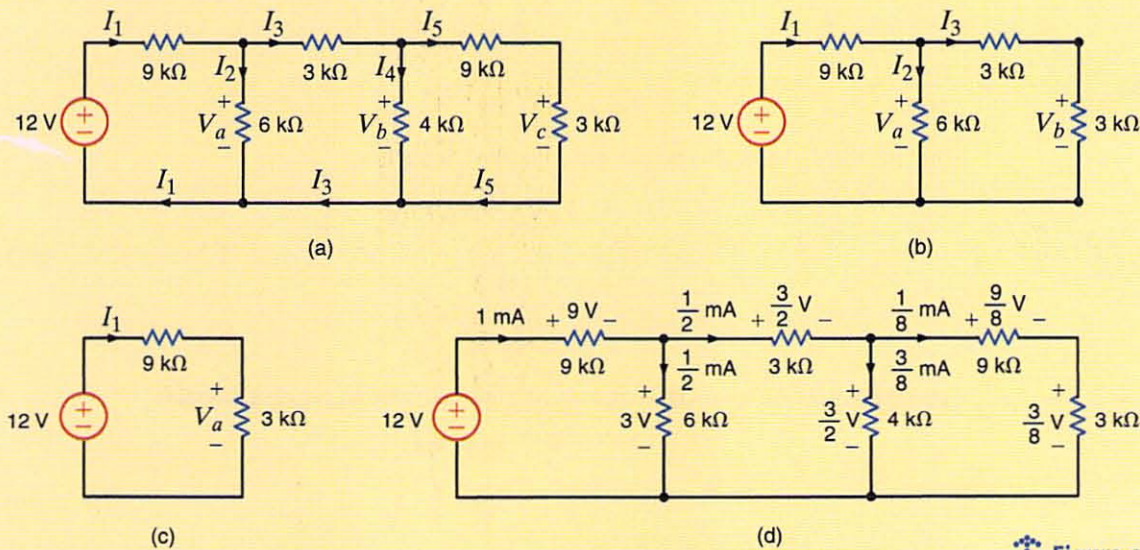 I1 I3 I5
9 kΩ I2 3 kΩ I4 9 kΩ
12 V + − + Va − 6 kΩ + Vb − 4 kΩ + Vc − 3 kΩ
I1 I3 I5
(a)
I1 I3
9 kΩ I2 3 kΩ
12 V + − + Va − 6 kΩ + Vb − 3 kΩ
(b)
I1
9 kΩ
12 V + − + Va − 3 kΩ
(c)
1 mA + 9 V − 1/2 mA + 3/2 V − 1/8 mA + 9/8 V −
9 kΩ 1/2 mA 3 kΩ 3/8 mA 9 kΩ
12 V + − + 3 V − 6 kΩ + 3/2 V − 4 kΩ + 3/8 V − 3 kΩ
(d)